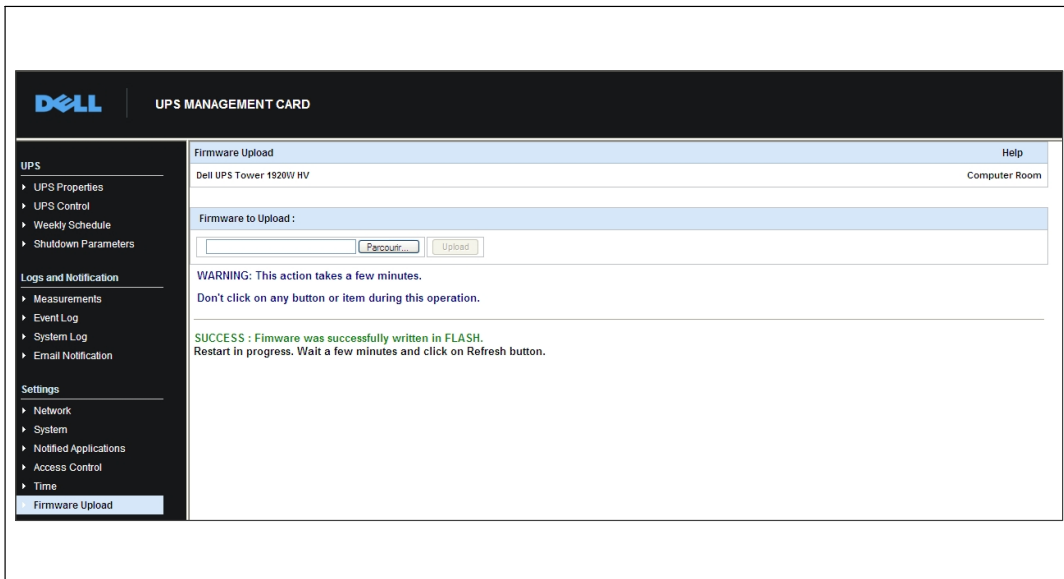 DELL
UPS MANAGEMENT CARD
UPS
UPS Properties
UPS Control
Weekly Schedule
Shutdown Parameters
Logs and Notification
Measurements
Event Log
System Log
Email Notification
Settings
Network
System
Notified Applications
Access Control
Time
Firmware Upload
Firmware Upload Help
Dell UPS Tower 1920W HV Computer Room
Firmware to Upload :
Parcourir... Upload
WARNING: This action takes a few minutes.
Don't click on any button or item during this operation.
SUCCESS : Fimware was successfully written in FLASH.
Restart in progress. Wait a few minutes and click on Refresh button.